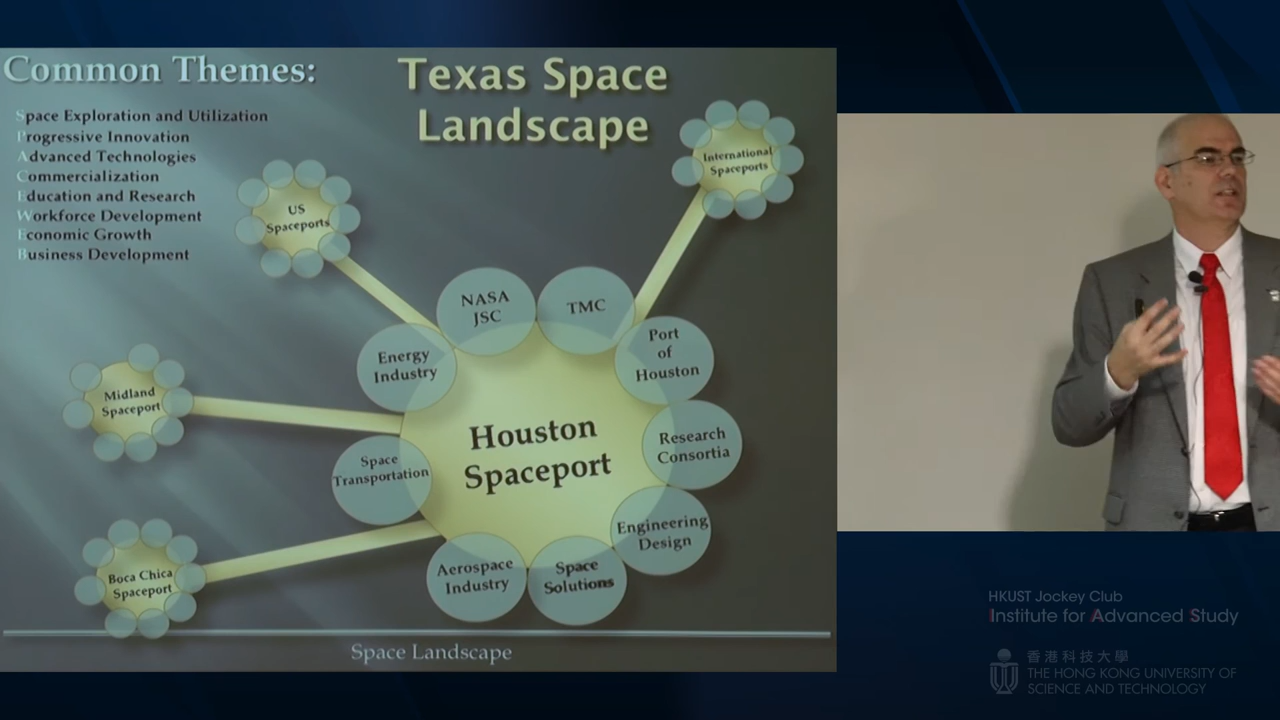 Common Themes:
Space Exploration and Utilization
Progressive Innovation
Advanced Technologies
Commercialization
Education and Research
Workforce Development
Economic Growth
Business Development
Texas Space
Landscape
US
Spaceports
International
Spaceports
NASA
JSC
TMC
Energy
Industry
Port
of
Houston
Midland
Spaceport
Houston
Spaceport
Research
Consortia
Space
Transportation
Engineering
Design
Boca Chica
Spaceport
Aerospace
Industry
Space
Solutions
Space Landscape
HKUST Jockey Club
Institute for Advanced Study
香港科技大學
THE HONG KONG UNIVERSITY OF
SCIENCE AND TECHNOLOGY